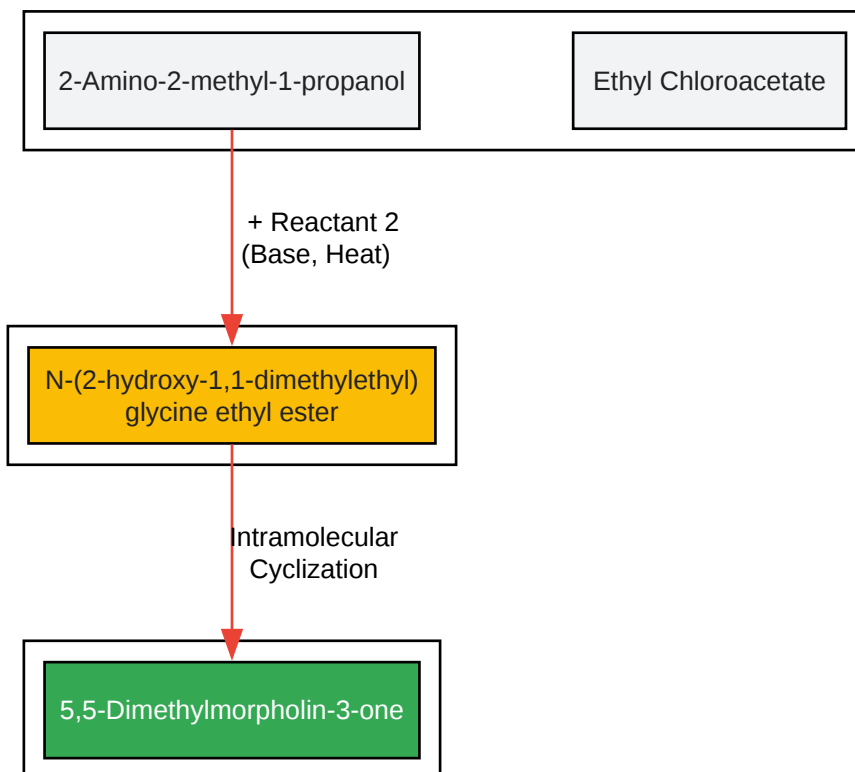 2-Amino-2-methyl-1-propanol
Ethyl Chloroacetate
+ Reactant 2
(Base, Heat)
N-(2-hydroxy-1,1-dimethylethyl)
glycine ethyl ester
Intramolecular
Cyclization
5,5-Dimethylmorpholin-3-one